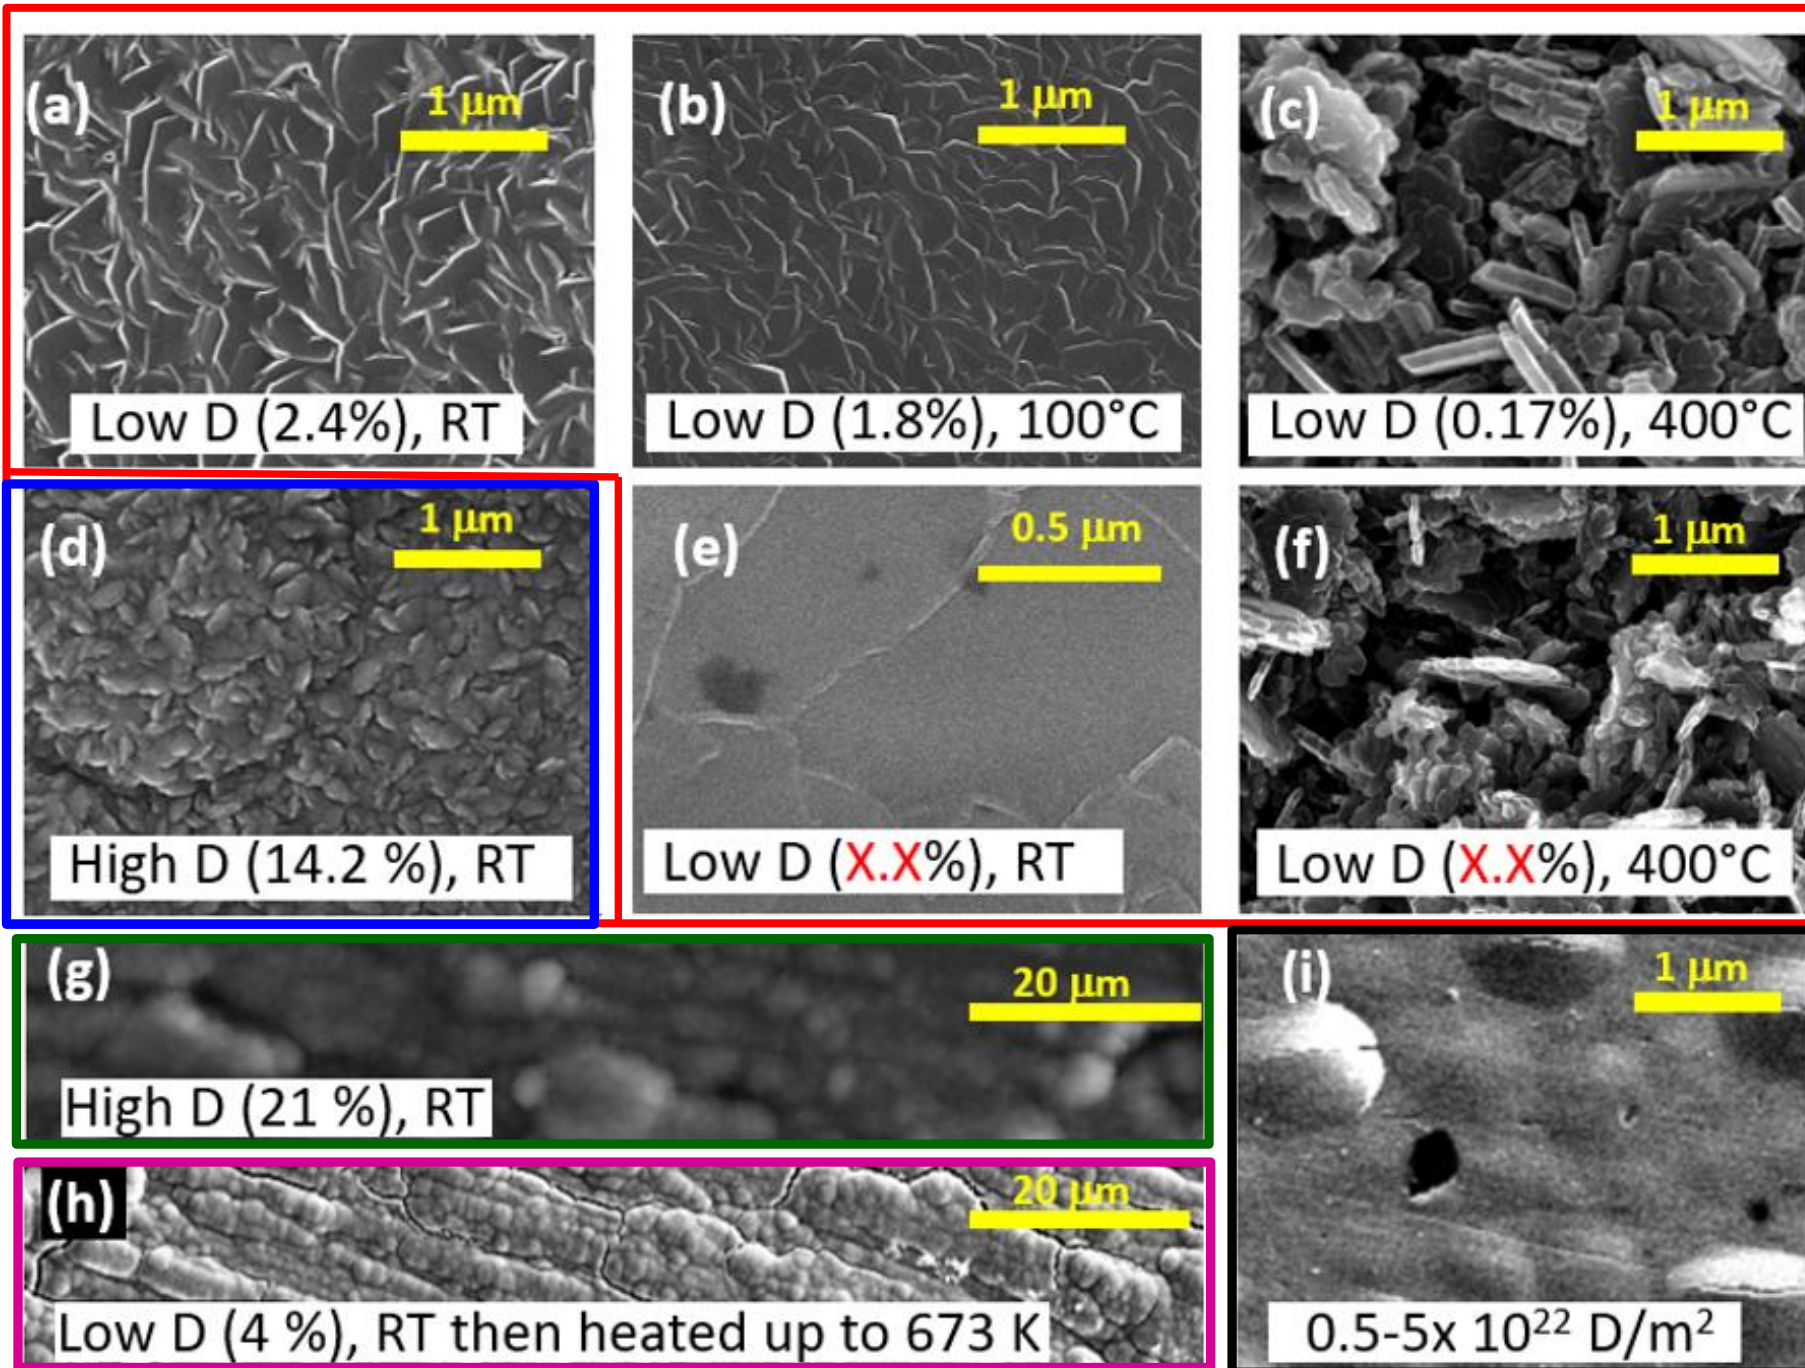 (a)
1 μm
Low D (2.4%), RT
(b)
1 μm
Low D (1.8%), 100°C
(c)
1 μm
Low D (0.17%), 400°C
(d)
1 μm
High D (14.2 %), RT
(e)
0.5 μm
Low D (X.X%), RT
(f)
1 μm
Low D (X.X%), 400°C
(g)
20 μm
High D (21 %), RT
(h)
20 μm
Low D (4 %), RT then heated up to 673 K
(i)
1 μm
0.5-5x 10²² D/m²